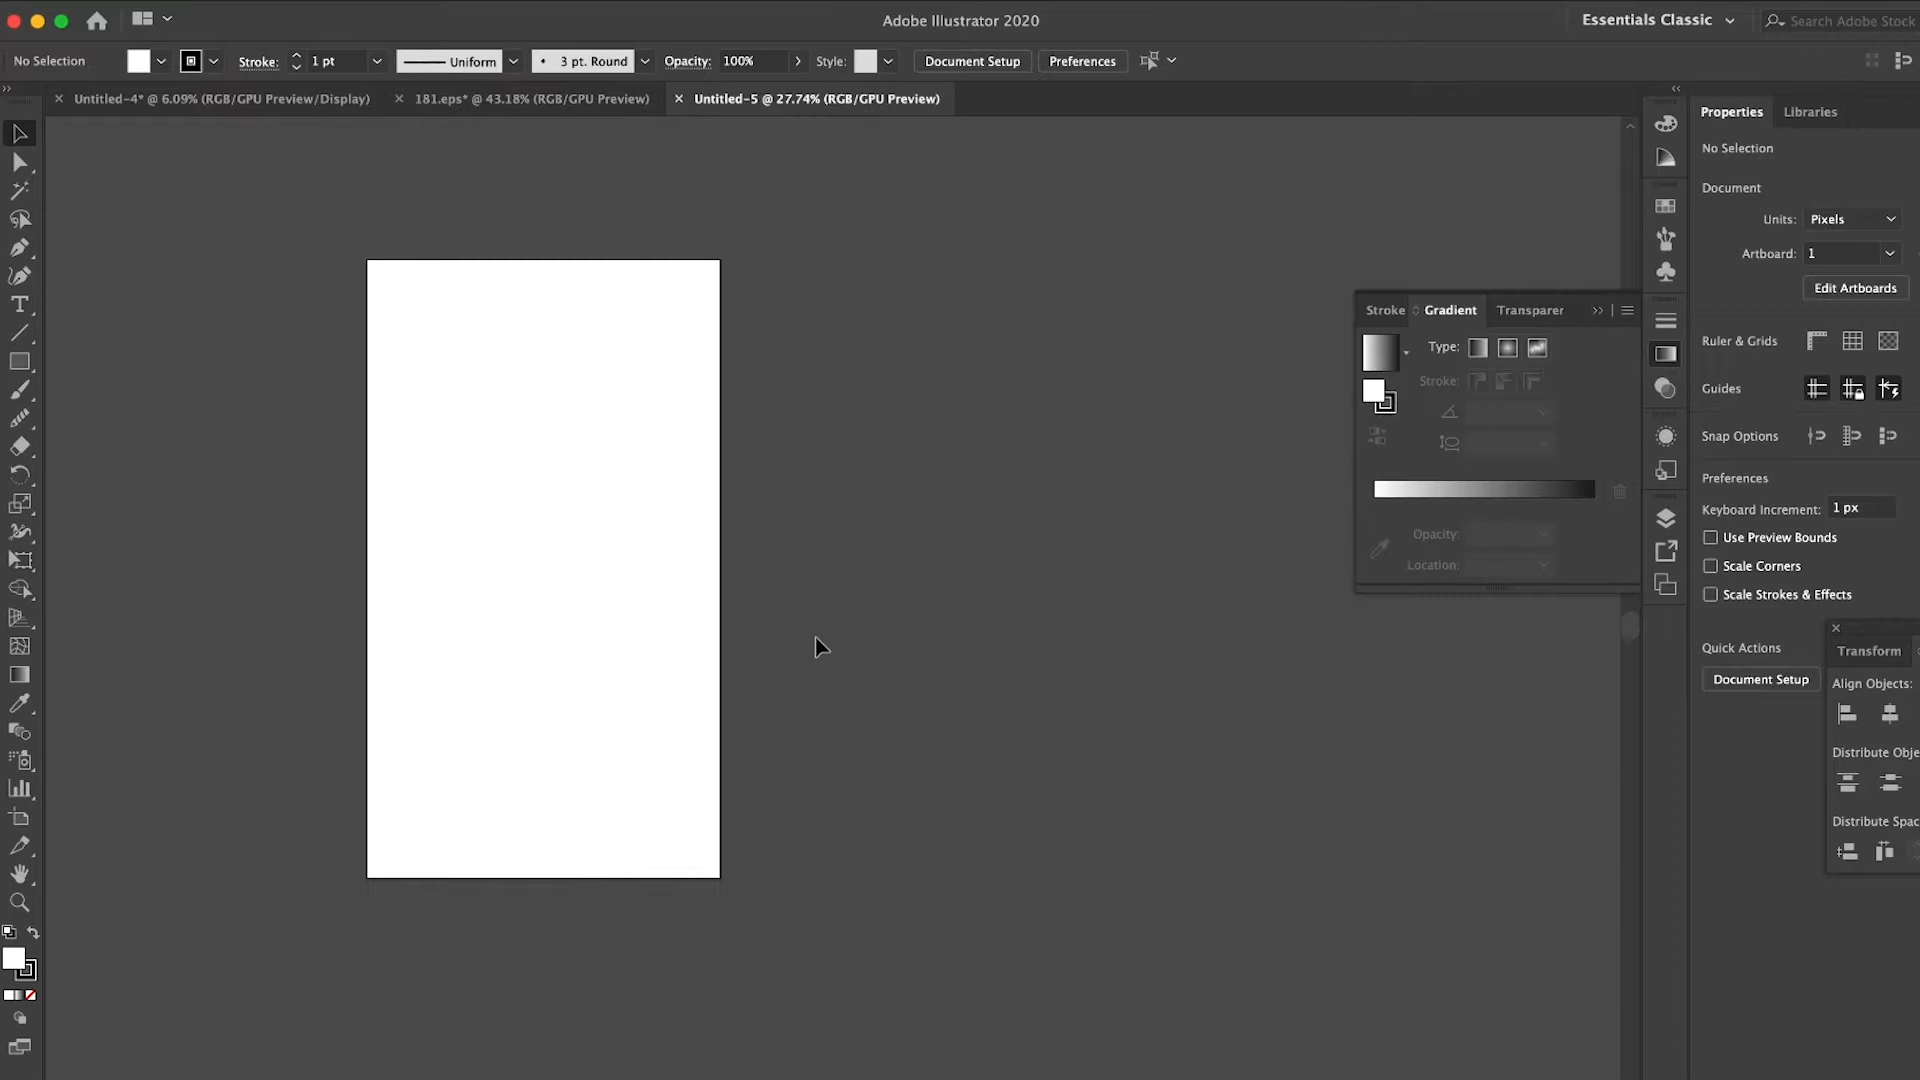 Adobe Illustrator 2020
Essentials Classic
Search Adobe Stock
No Selection
Stroke: 1 pt
Uniform
3 pt. Round
Opacity: 100%
Style:
Document Setup
Preferences
Untitled-4* @ 6.09% (RGB/GPU Preview/Display)
181.eps* @ 43.18% (RGB/GPU Preview)
Untitled-5 @ 27.74% (RGB/GPU Preview)
Properties
Libraries
No Selection
Document
Units: Pixels
Artboard: 1
Edit Artboards
Stroke
Gradient
Transparer
Type:
Stroke:
Opacity:
Location:
Ruler & Grids
Guides
Snap Options
Preferences
Keyboard Increment: 1 px
Use Preview Bounds
Scale Corners
Scale Strokes & Effects
Quick Actions
Document Setup
Transform
Align Objects:
Distribute Obje
Distribute Spac